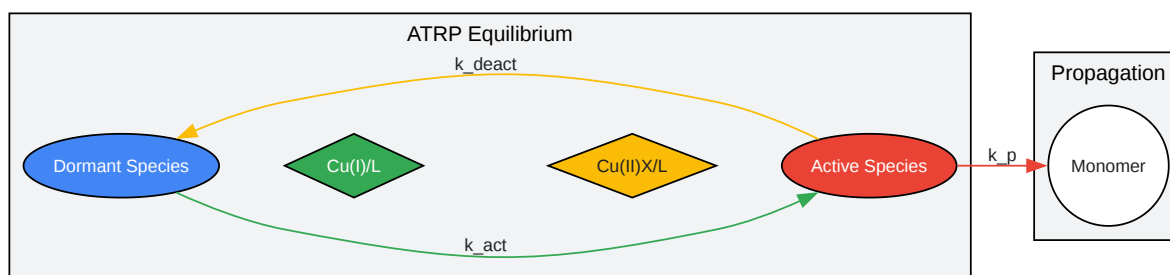 ATRP Equilibrium
k_deact
Dormant Species
Cu(I)/L
Cu(II)X/L
Active Species
k_act
k_p
Propagation
Monomer